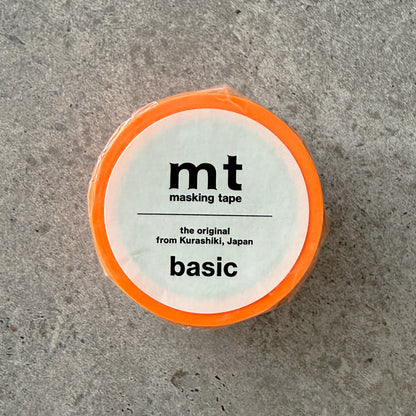 mt
masking tape
the original
from Kurashiki, Japan
basic